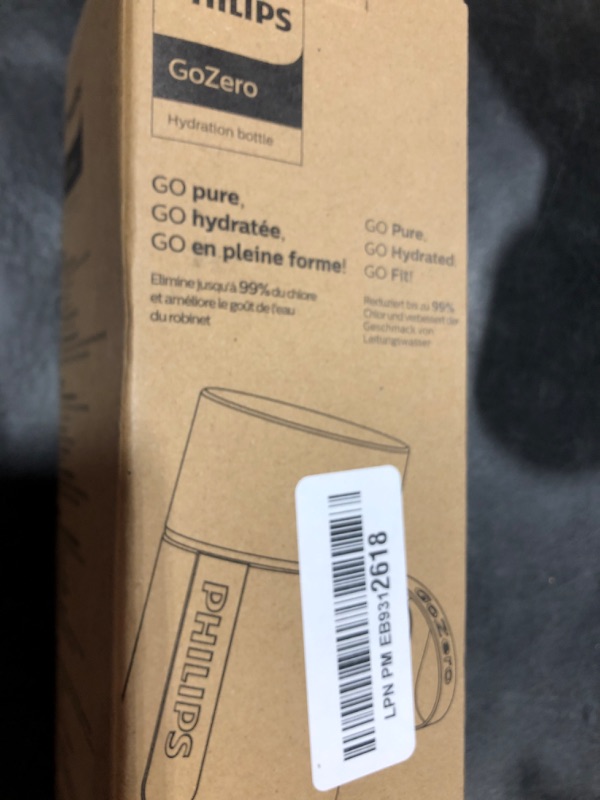 PHILIPS
GoZero
Hydration bottle
GO pure,
GO hydratée,
GO en pleine forme!
Elimine jusqu'à 99% du chlore
et améliore le goût de l'eau
du robinet
GO Pure,
GO Hydrated
GO Fit!
Reduziert bis zu 99%
Chlor und verbessert den
Geschmack von
Leitungswasser
PHILIPS
GoZero
LPN PM EB9312618